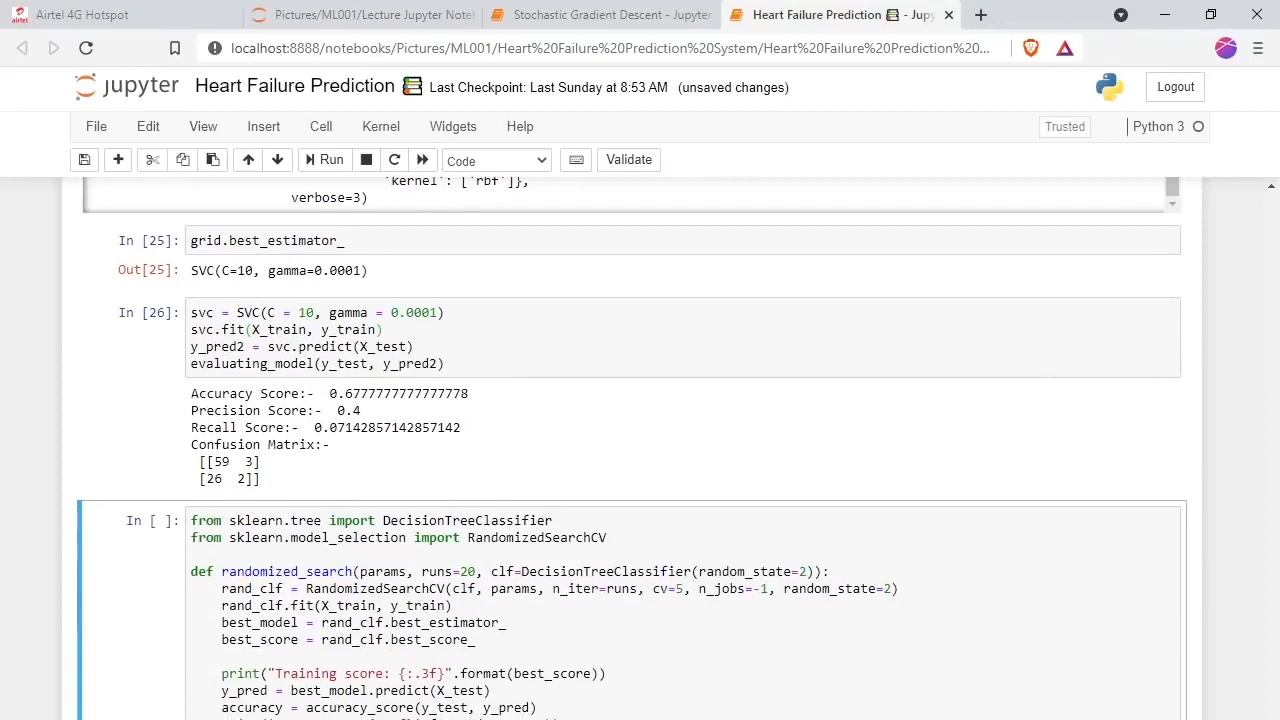 Airtel 4G Hotspot
Pictures/ML001/Lecture Jupyter Note
Stochastic Gradient Descent - Jupyter
Heart Failure Prediction - Jupy
localhost:8888/notebooks/Pictures/ML001/Heart%20Failure%20Prediction%20System/Heart%20Failure%20Prediction%20...
jupyter Heart Failure Prediction Last Checkpoint: Last Sunday at 8:53 AM (unsaved changes)
Logout
File Edit View Insert Cell Kernel Widgets Help
Trusted
Python 3
Run
Code
Validate
'kernel': ['rbf']},
verbose=3)
In [25]: grid.best_estimator_
Out[25]: SVC(C=10, gamma=0.0001)
In [26]: svc = SVC(C = 10, gamma = 0.0001)
svc.fit(X_train, y_train)
y_pred2 = svc.predict(X_test)
evaluating_model(y_test, y_pred2)
Accuracy Score:-  0.6777777777777778
Precision Score:-  0.4
Recall Score:-  0.07142857142857142
Confusion Matrix:-
[[59  3]
[26  2]]
In [ ]: from sklearn.tree import DecisionTreeClassifier
from sklearn.model_selection import RandomizedSearchCV
def randomized_search(params, runs=20, clf=DecisionTreeClassifier(random_state=2)):
rand_clf = RandomizedSearchCV(clf, params, n_iter=runs, cv=5, n_jobs=-1, random_state=2)
rand_clf.fit(X_train, y_train)
best_model = rand_clf.best_estimator_
best_score = rand_clf.best_score_
print("Training score: {:.3f}".format(best_score))
y_pred = best_model.predict(X_test)
accuracy = accuracy_score(y_test, y_pred)